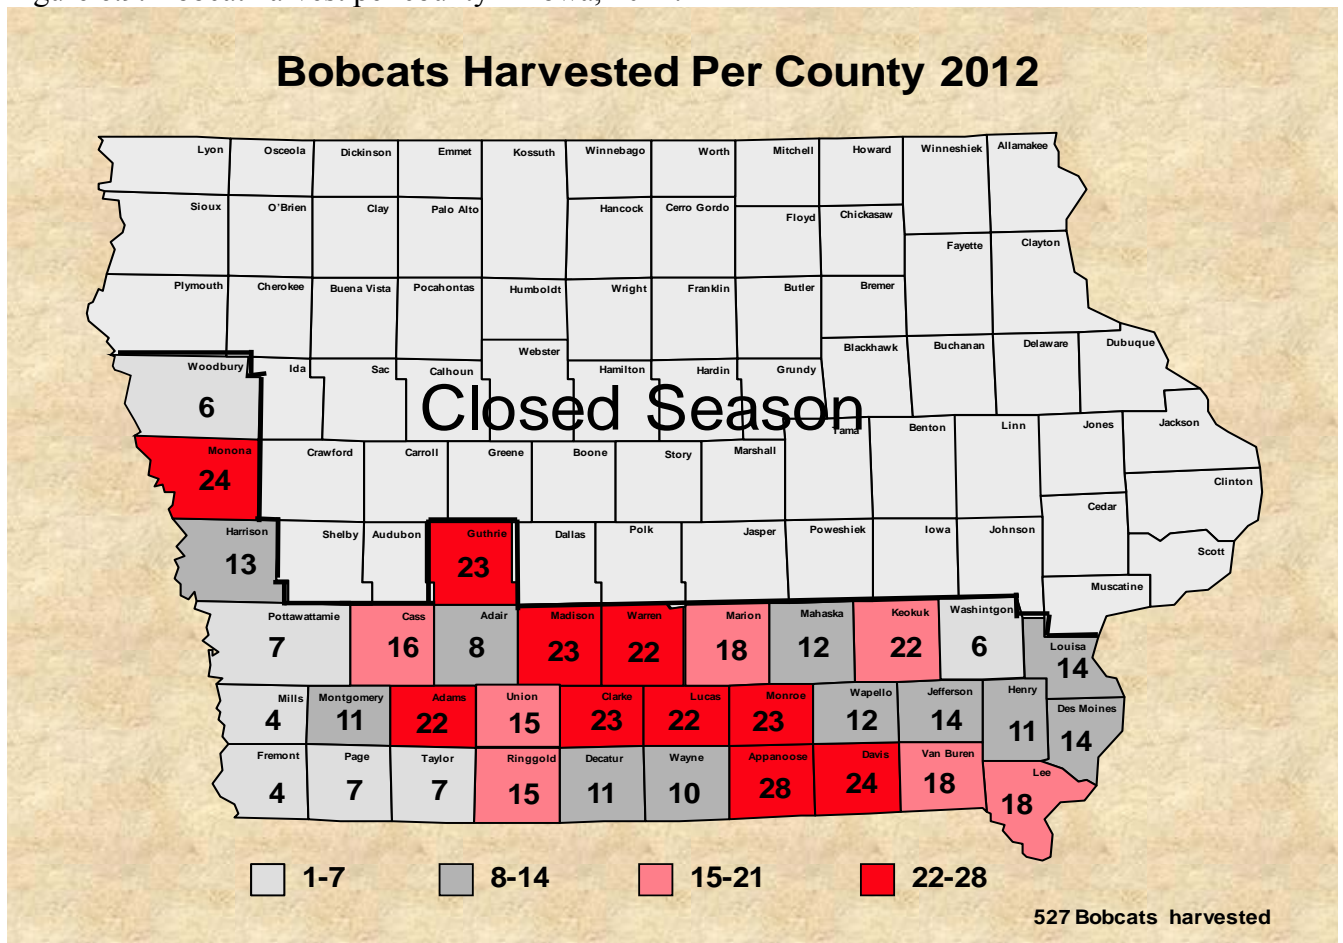 Bobcats Harvested Per County 2012
Lyon Osceola Dickinson Emmet Kossuth Winnebago Worth Mitchell Howard Winneshiek Allamakee
Sioux O'Brien Clay Palo Alto Hancock Cerro Gordo Floyd Chickasaw Fayette Clayton
Plymouth Cherokee Buena Vista Pocahontas Humboldt Wright Franklin Butler Bremer
Woodbury Ida Sac Calhoun Webster Hamilton Hardin Grundy Blackhawk Buchanan Delaware Dubuque
6
Closed Season
Monona Crawford Carroll Greene Boone Story Marshall Tama Benton Linn Jones Jackson
24
Clinton
Harrison Shelby Audubon Guthrie Dallas Polk Jasper Poweshiek Iowa Johnson Cedar Scott
13 23
Muscatine
Pottawattamie Cass Adair Madison Warren Marion Mahaska Keokuk Washintgon Louisa
7 16 8 23 22 18 12 22 6 14
Mills Montgomery Adams Union Clarke Lucas Monroe Wapello Jefferson Henry Des Moines
4 11 22 15 23 22 23 12 14 11 14
Fremont Page Taylor Ringgold Decatur Wayne Appanoose Davis Van Buren Lee
4 7 7 15 11 10 28 24 18 18
1-7 8-14 15-21 22-28
527 Bobcats harvested